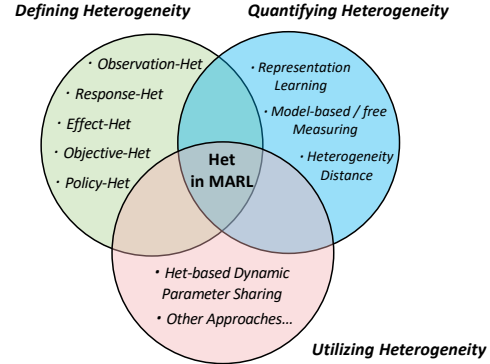 Defining Heterogeneity
Quantifying Heterogeneity
・Observation-Het
・Response-Het
・Effect-Het
・Objective-Het
・Policy-Het
・Representation
Learning
・Model-based / free
Measuring
・Heterogeneity
Distance
Het
in MARL
・Het-based Dynamic
Parameter Sharing
・Other Approaches...
Utilizing Heterogeneity